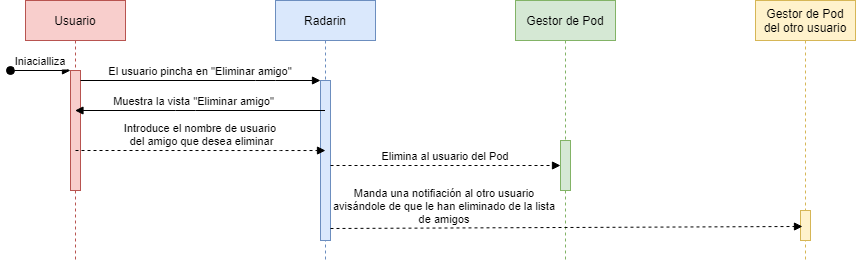 Usuario
Radarin
Gestor de Pod
Gestor de Pod
del otro usuario
Iniacialliza
El usuario pincha en "Eliminar amigo"
Muestra la vista "Eliminar amigo"
Introduce el nombre de usuario
del amigo que desea eliminar
Elimina al usuario del Pod
Manda una notifiación al otro usuario
avisándole de que le han eliminado de la lista
de amigos